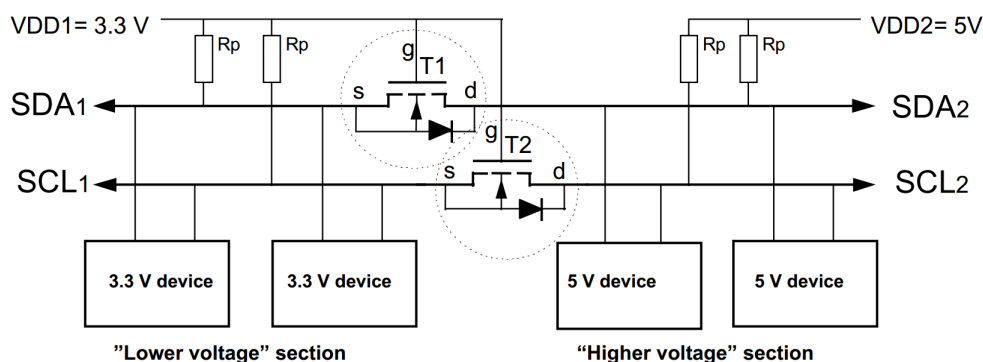 VDD1= 3.3 V
VDD2= 5V
Rp
Rp
Rp
Rp
g
T1
s
d
SDA1
SDA2
g
T2
s
d
SCL1
SCL2
3.3 V device
3.3 V device
5 V device
5 V device
”Lower voltage” section
“Higher voltage” section